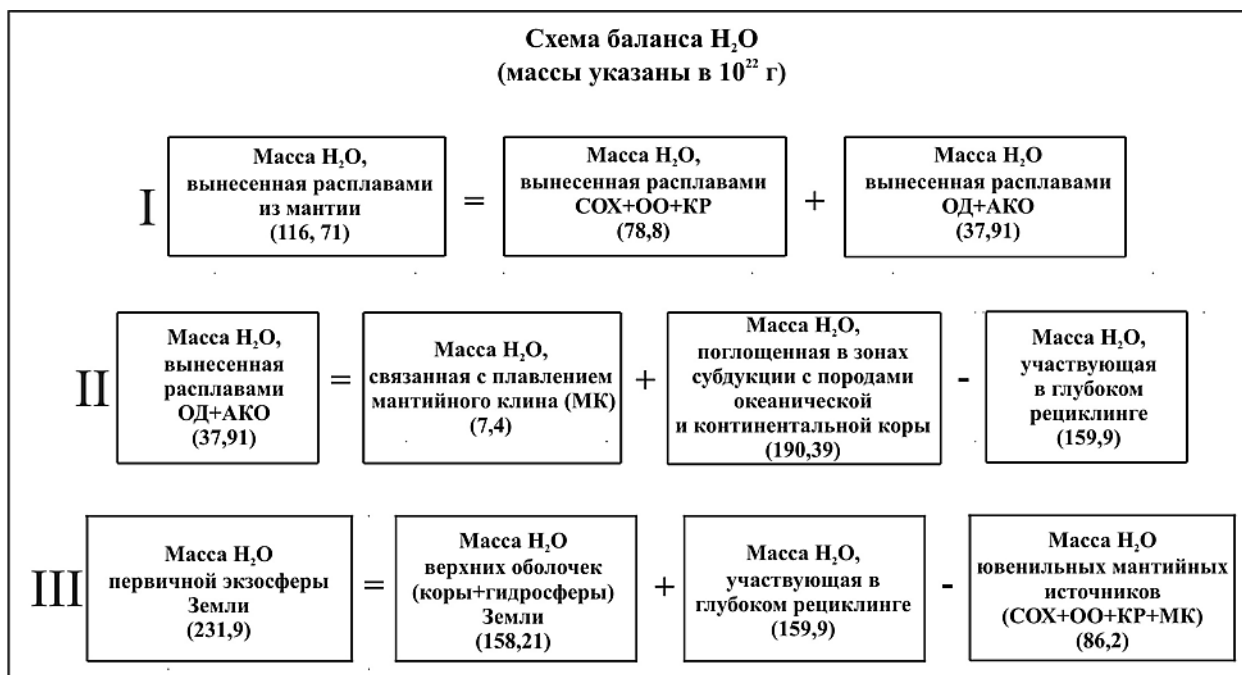 Схема баланса H₂O
(массы указаны в 10²² г)
I
Масса H₂O,
вынесенная расплавами
из мантии
(116, 71)
=
Масса H₂O,
вынесенная расплавами
СОХ+ОО+КР
(78,8)
+
Масса H₂O
вынесенная расплавами
ОД+АКО
(37,91)
II
Масса H₂O,
вынесенная
расплавами
ОД+АКО
(37,91)
=
Масса H₂O,
связанная с плавлением
мантийного клина (МК)
(7,4)
+
Масса H₂O,
поглощенная в зонах
субдукции с породами
океанической
и континентальной коры)
(190,39)
-
Масса H₂O,
участвующая
в глубоком
рециклинге
(159,9)
III
Масса H₂O
первичной экзосферы
Земли
(231,9)
=
Масса H₂O
верхних оболочек
(коры+гидросферы)
Земли
(158,21)
+
Масса H₂O,
участвующая в
глубоком рециклинге
(159,9)
-
Масса H₂O
ювенильных мантийных
источников
(СОХ+ОО+КР+МК)
(86,2)